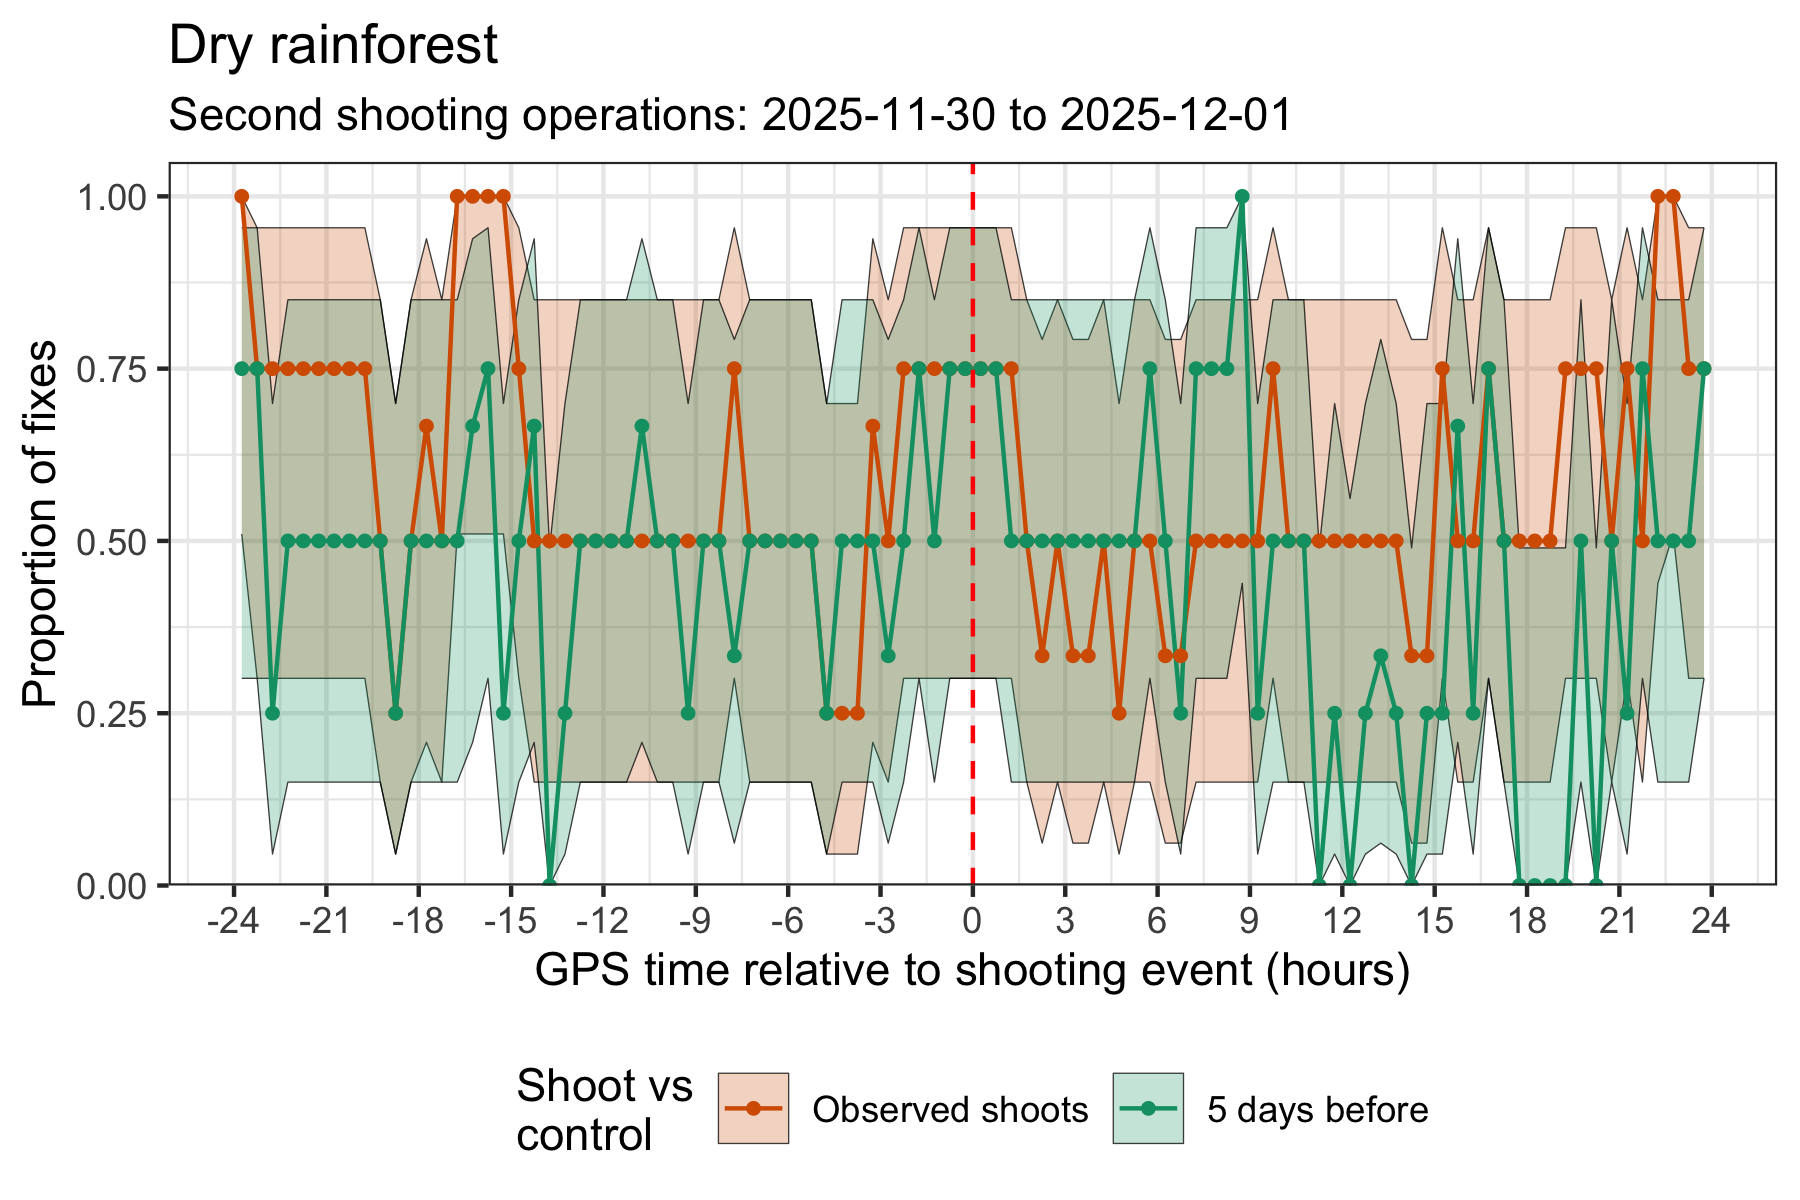 Dry rainforest
Second shooting operations: 2025-11-30 to 2025-12-01
Proportion of fixes
1.00
0.75
0.50
0.25
0.00
-24 -21 -18 -15 -12 -9 -6 -3 0 3 6 9 12 15 18 21 24
GPS time relative to shooting event (hours)
Shoot vs
control
Observed shoots
5 days before